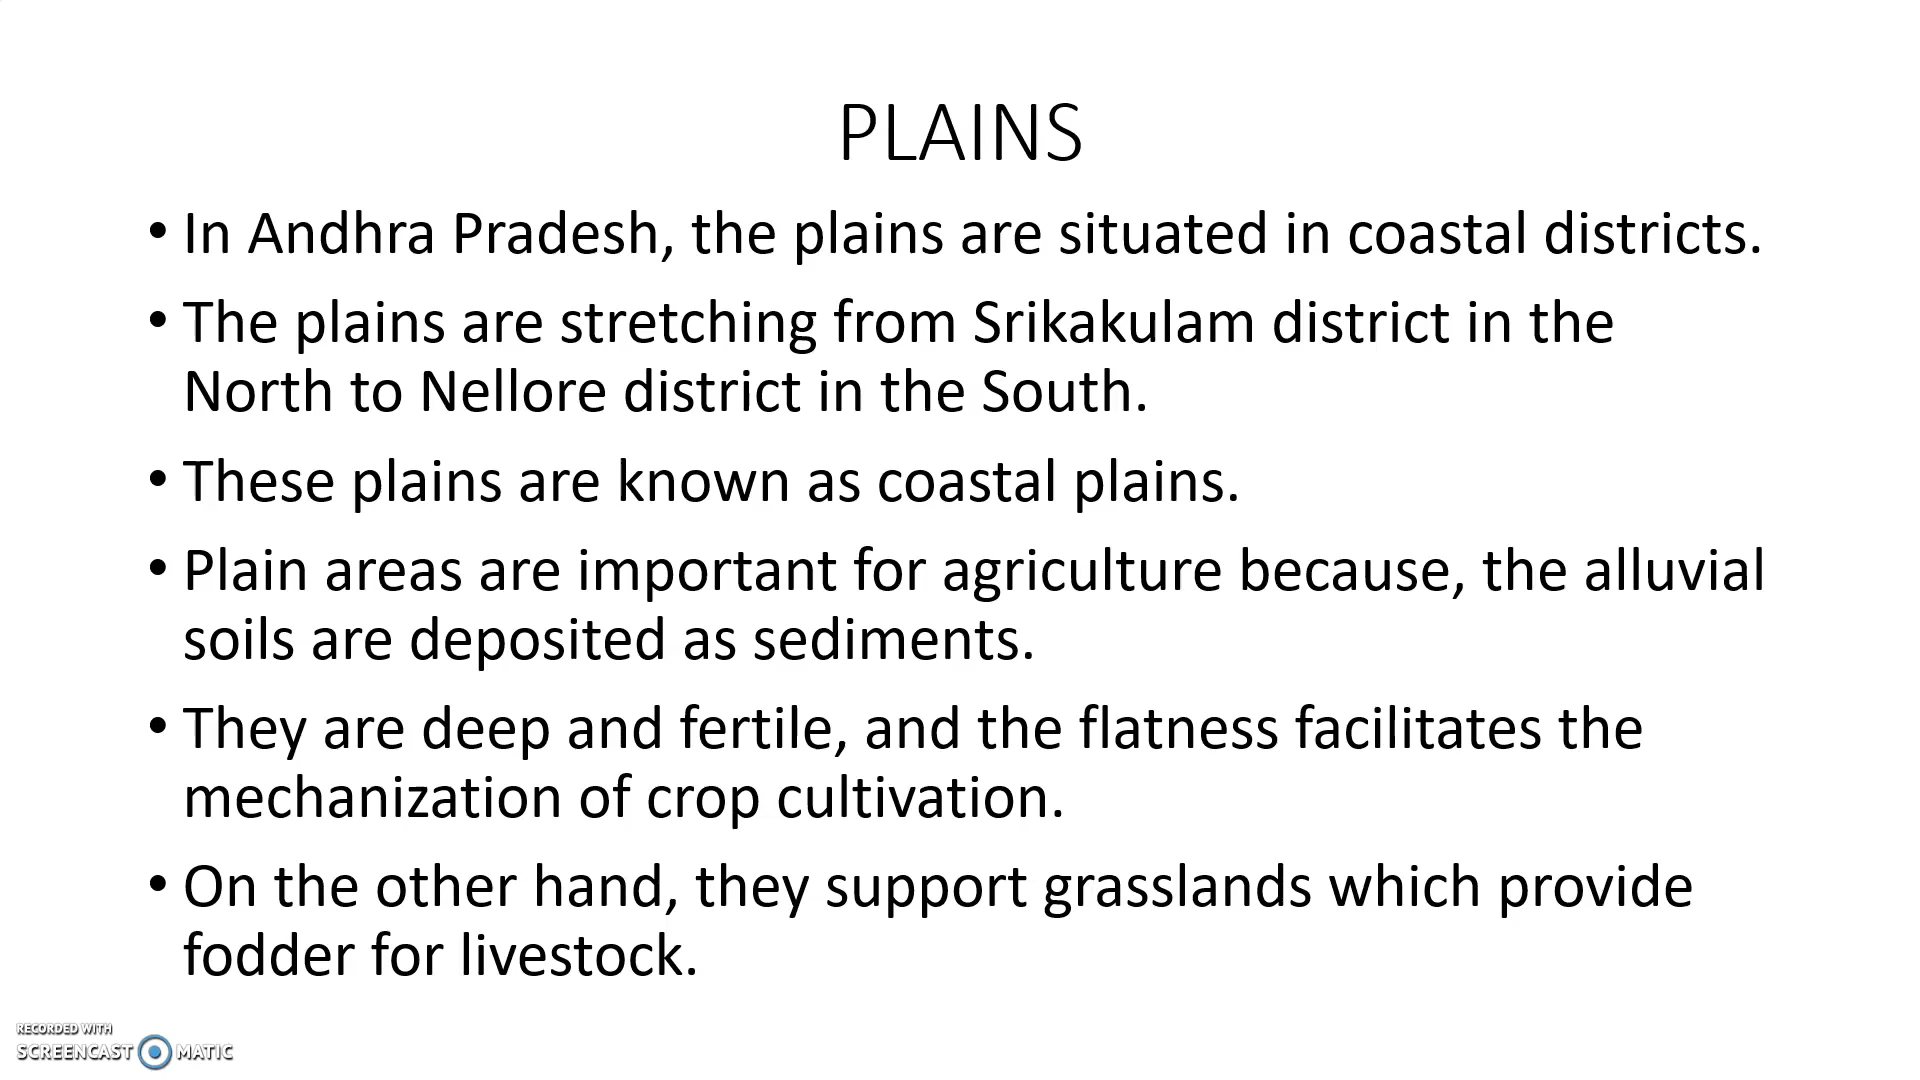 PLAINS
• In Andhra Pradesh, the plains are situated in coastal districts.
• The plains are stretching from Srikakulam district in the
North to Nellore district in the South.
• These plains are known as coastal plains.
• Plain areas are important for agriculture because, the alluvial
soils are deposited as sediments.
• They are deep and fertile, and the flatness facilitates the
mechanization of crop cultivation.
• On the other hand, they support grasslands which provide
fodder for livestock.
RECORDED WITH
SCREENCAST MATIC